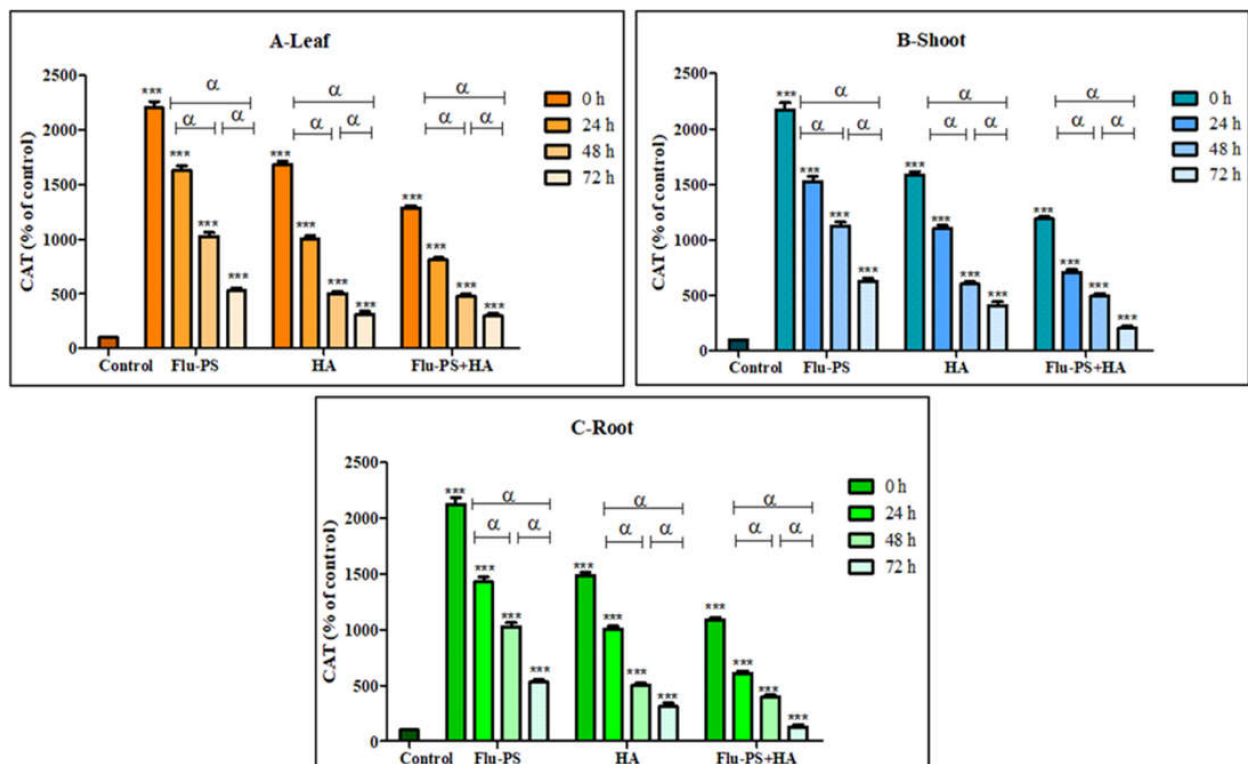 A-Leaf
CAT (% of control)
2500
2000
1500
1000
500
0
*** *** *** ***
*** *** *** ***
*** *** *** ***
α α α
α α α α α α
0 h
24 h
48 h
72 h
Control Flu-PS HA Flu-PS+HA
B-Shoot
CAT (% of control)
2500
2000
1500
1000
500
0
*** *** *** ***
*** *** *** ***
*** *** *** ***
α α α
α α α α α α
0 h
24 h
48 h
72 h
Control Flu-PS HA Flu-PS+HA
C-Root
CAT (% of control)
2500
2000
1500
1000
500
0
*** *** *** ***
*** *** *** ***
*** *** *** ***
α α α
α α α α α α
0 h
24 h
48 h
72 h
Control Flu-PS HA Flu-PS+HA